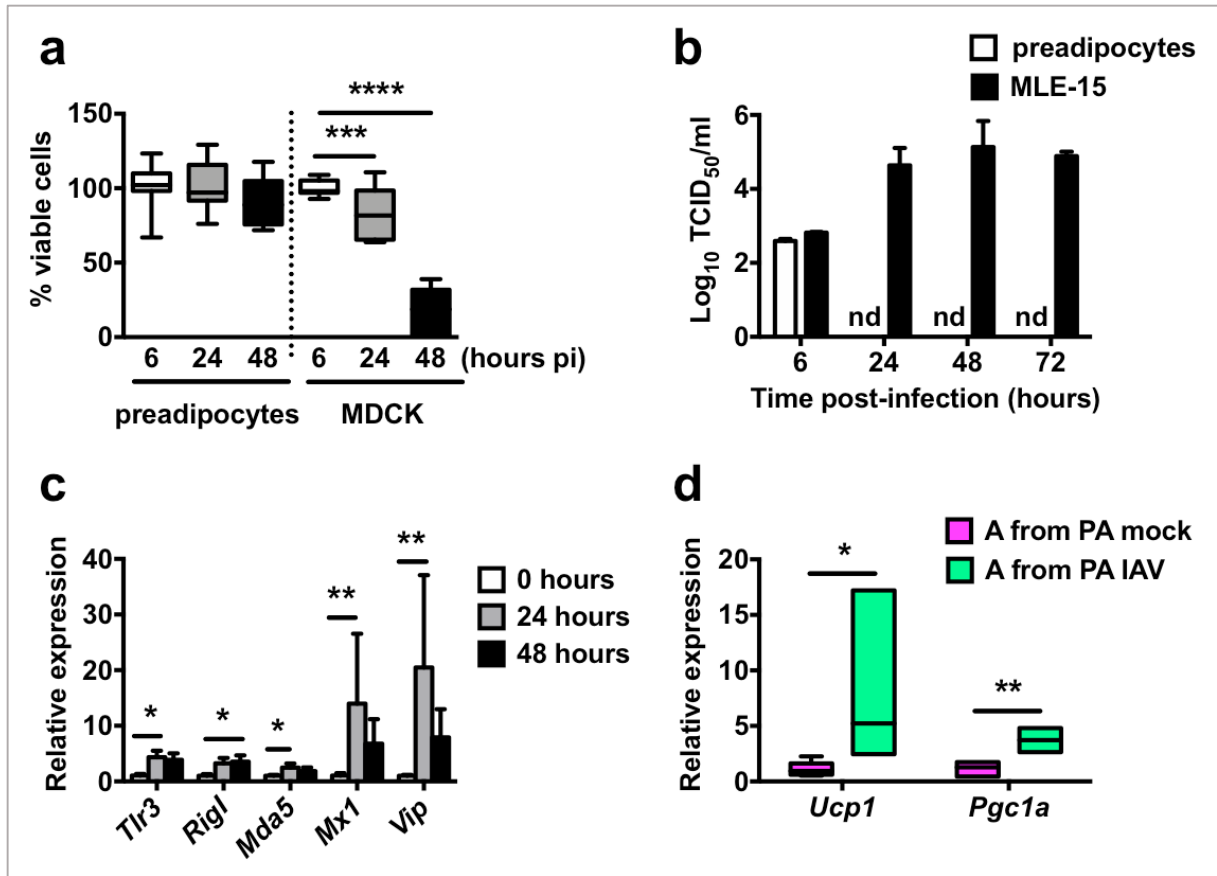 a
% viable cells
150
100
50
0
****
***
6 24 48 6 24 48 (hours pi)
preadipocytes MDCK
b
preadipocytes
MLE-15
Log10 TCID50/ml
6
4
2
0
nd nd nd
6 24 48 72
Time post-infection (hours)
c
Relative expression
40
30
20
10
0
* * * ** **
0 hours
24 hours
48 hours
Tlr3 Rigl Mda5 Mx1 Vip
d
A from PA mock
A from PA IAV
Relative expression
20
15
10
5
0
* **
Ucp1 Pgc1a